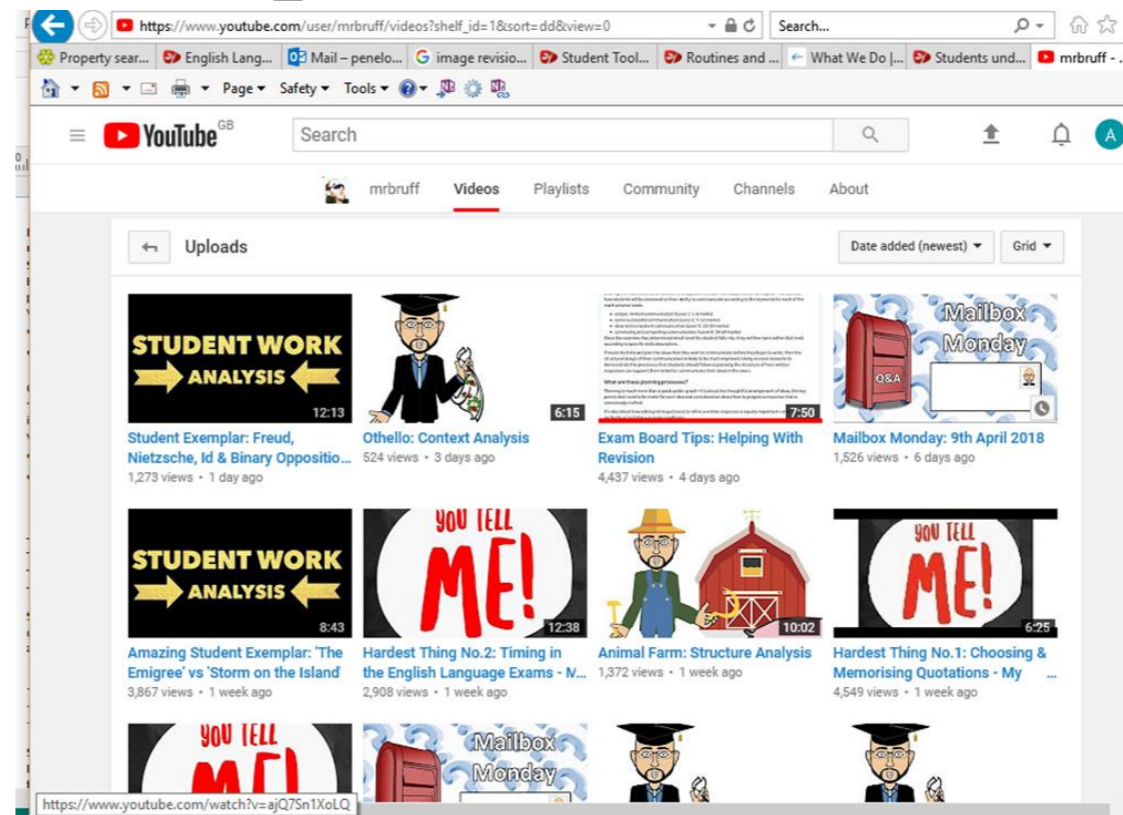 https://www.youtube.com/user/mrbruff/videos?shelf_id=1&sort=dd&view=0
Search...
Property sear...
English Lang...
Mail – penelo...
image revisio...
Student Tool...
Routines and ...
What We Do |...
Students und...
mrbruff - ...
Page
Safety
Tools
YouTube GB
Search
A
mrbruff Videos Playlists Community Channels About
Uploads
Date added (newest)
Grid
STUDENT WORK
ANALYSIS
12:13
6:15
What are these planning processes?
7:50
Mailbox
Monday
Q&A
Student Exemplar: Freud,
Nietzsche, Id & Binary Oppositio...
1,273 views • 1 day ago
Othello: Context Analysis
524 views • 3 days ago
Exam Board Tips: Helping With
Revision
4,437 views • 4 days ago
Mailbox Monday: 9th April 2018
1,526 views • 6 days ago
STUDENT WORK
ANALYSIS
8:43
YOU TELL
ME!
12:38
10:02
YOU TELL
ME!
6:25
Amazing Student Exemplar: 'The
Emigree' vs 'Storm on the Island'
3,867 views • 1 week ago
Hardest Thing No.2: Timing in
the English Language Exams - M...
2,908 views • 1 week ago
Animal Farm: Structure Analysis
1,372 views • 1 week ago
Hardest Thing No.1: Choosing &
Memorising Quotations - My ...
4,549 views • 1 week ago
YOU TELL
ME!
Mailbox
Monday
https://www.youtube.com/watch?v=ajQ7Sn1XoLQ